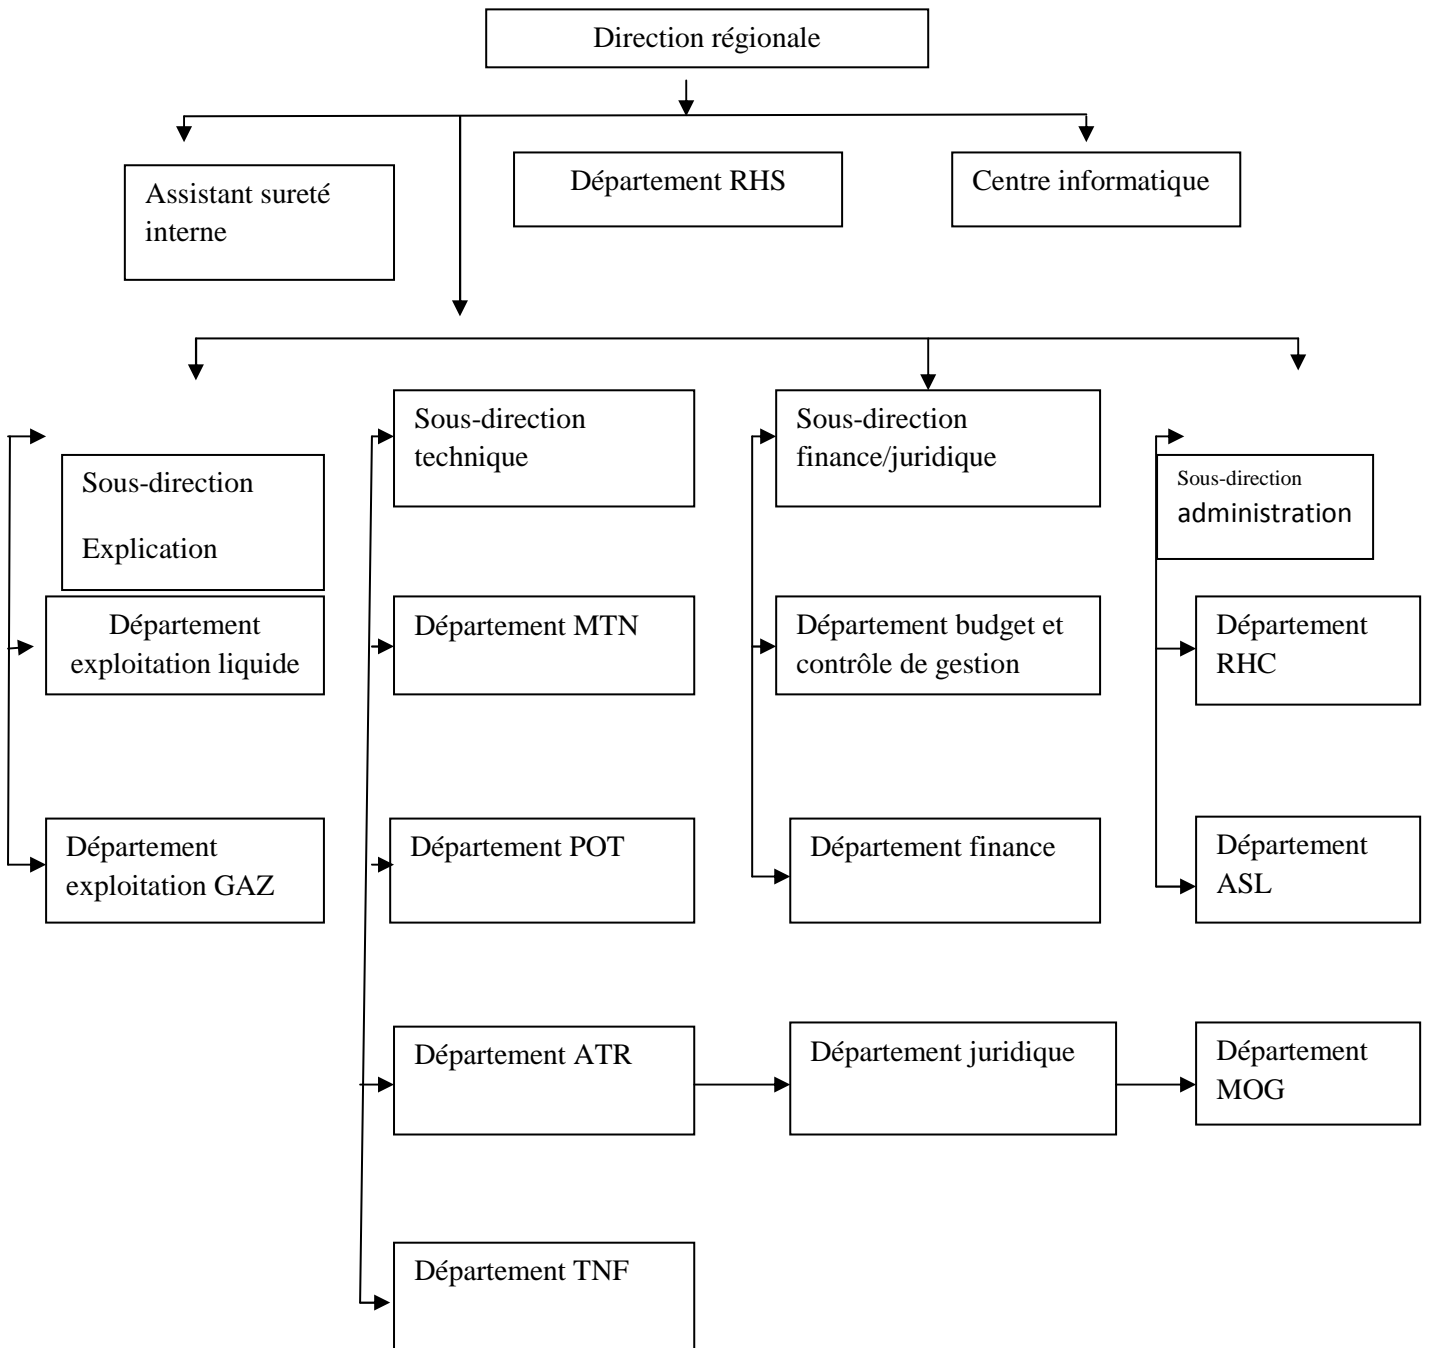 Direction régionale
Assistant sureté
interne
Département RHS
Centre informatique
Sous-direction
Explication
Sous-direction
technique
Sous-direction
finance/juridique
Sous-direction
administration
Département
exploitation liquide
Département MTN
Département budget et
contrôle de gestion
Département
RHC
Département
exploitation GAZ
Département POT
Département finance
Département
ASL
Département ATR
Département juridique
Département
MOG
Département TNF